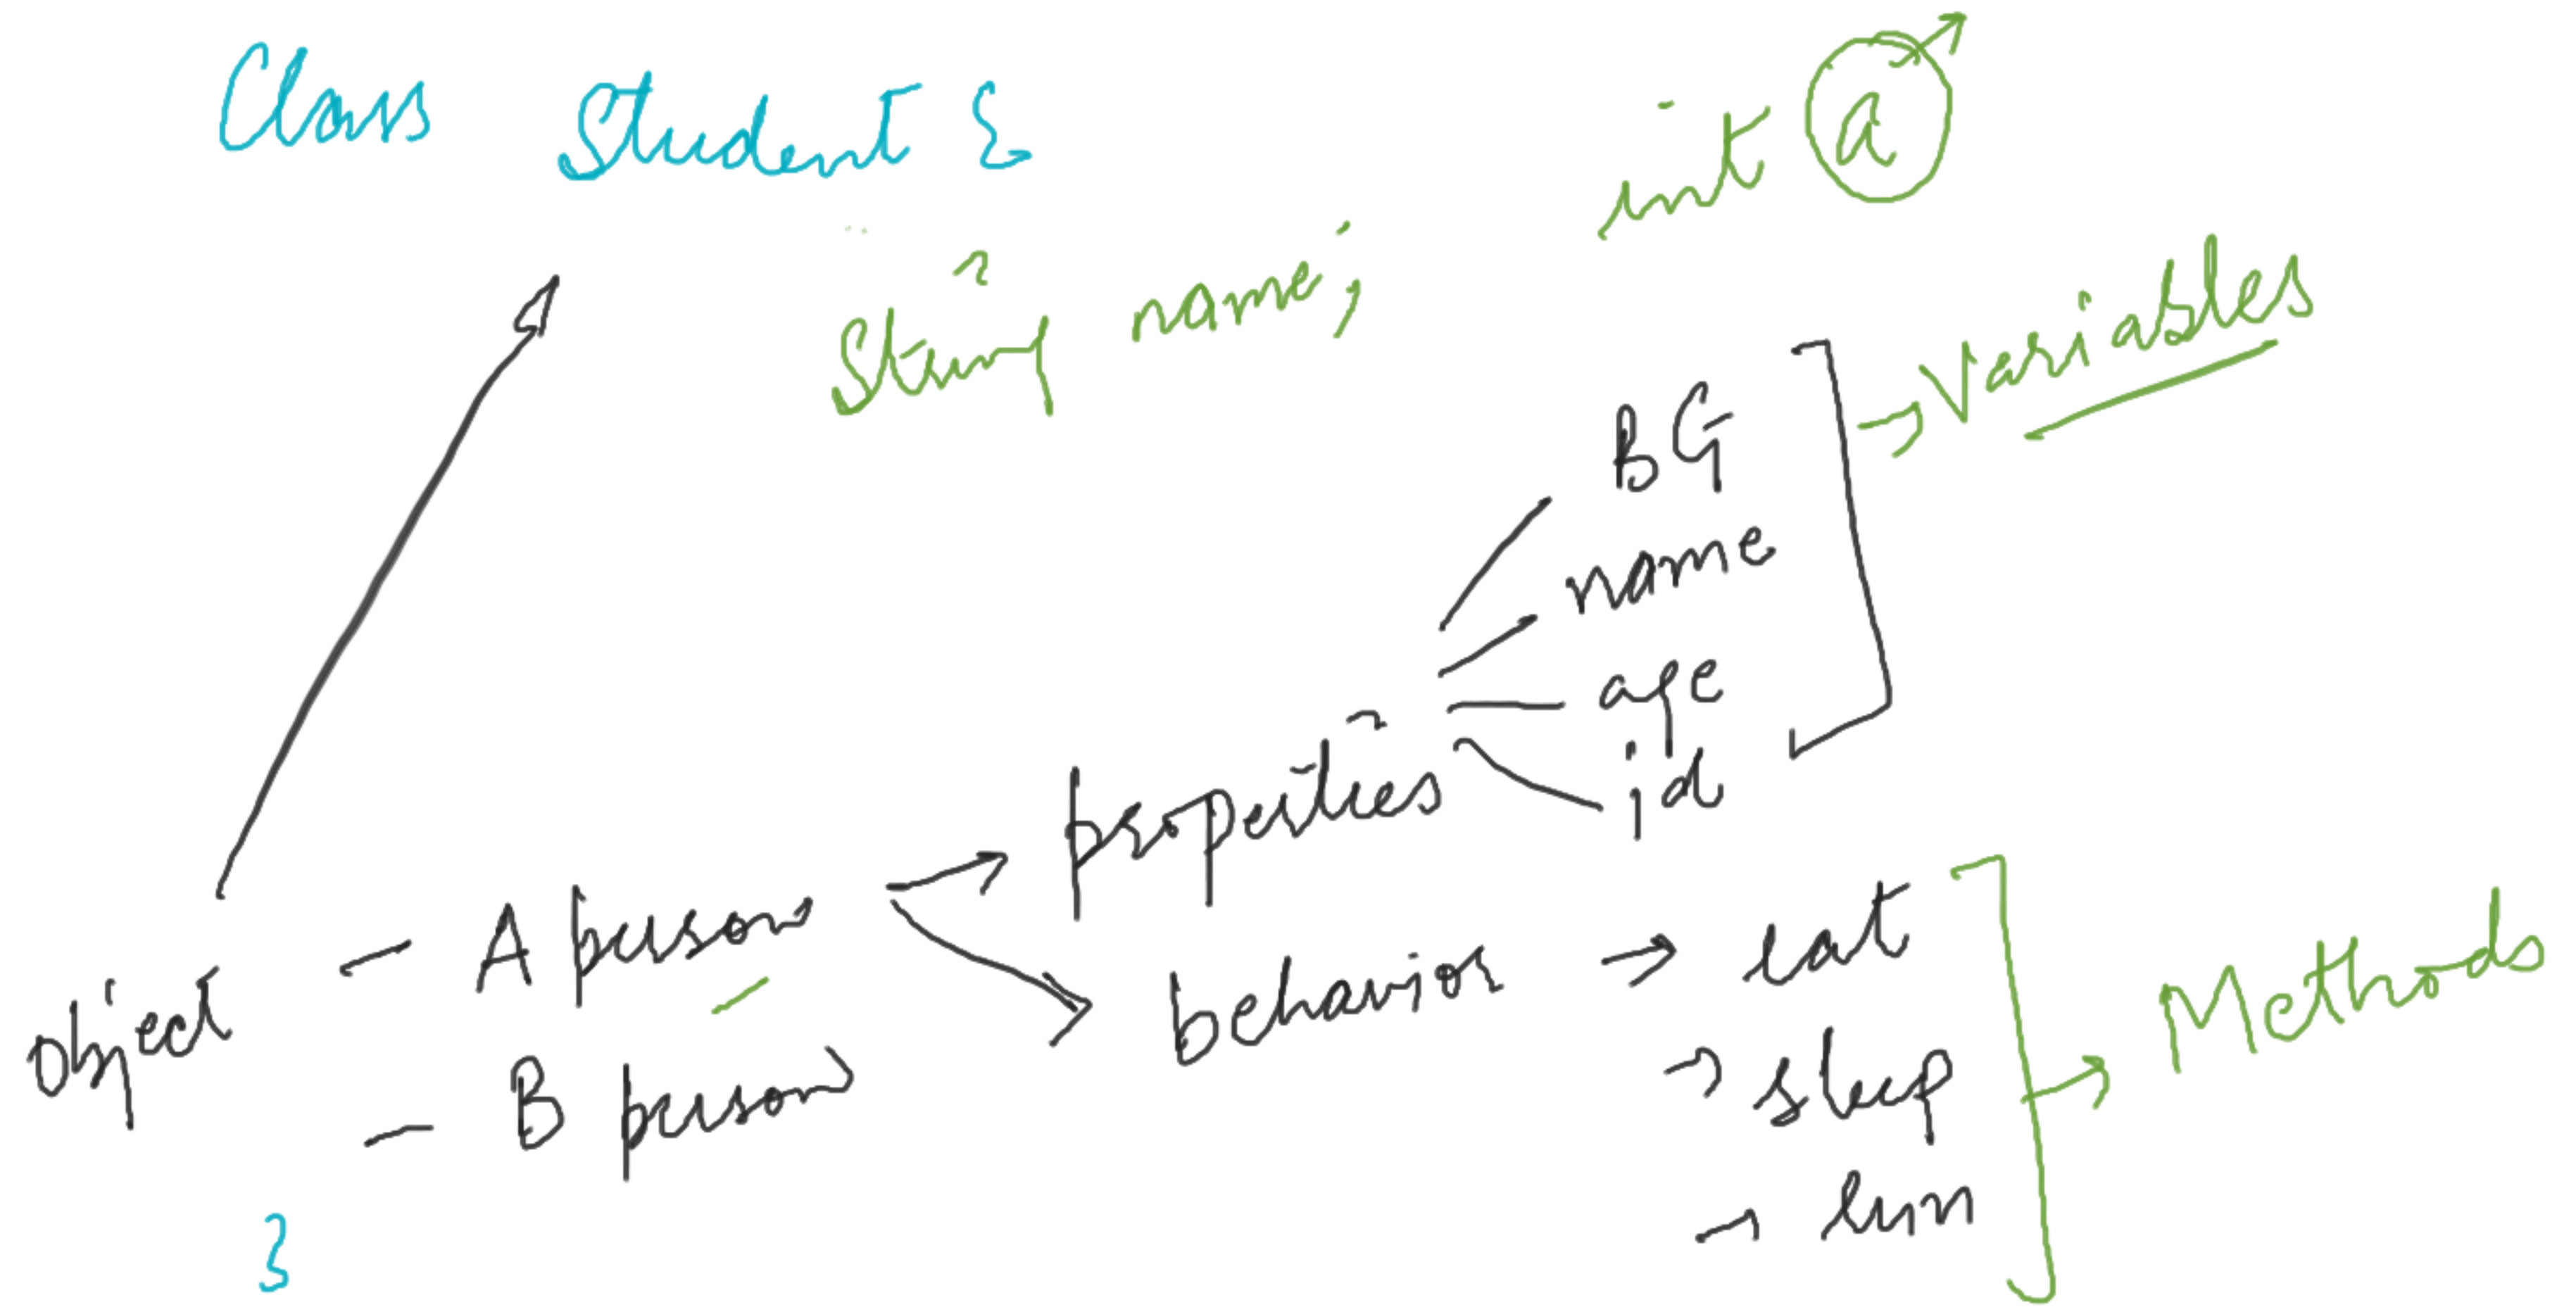 Class Student {
int a
String name;
Variables
BG
name
age
id
properties
object - A person
behavior → eat
Methods
- B person
→ sleep
→ run
}